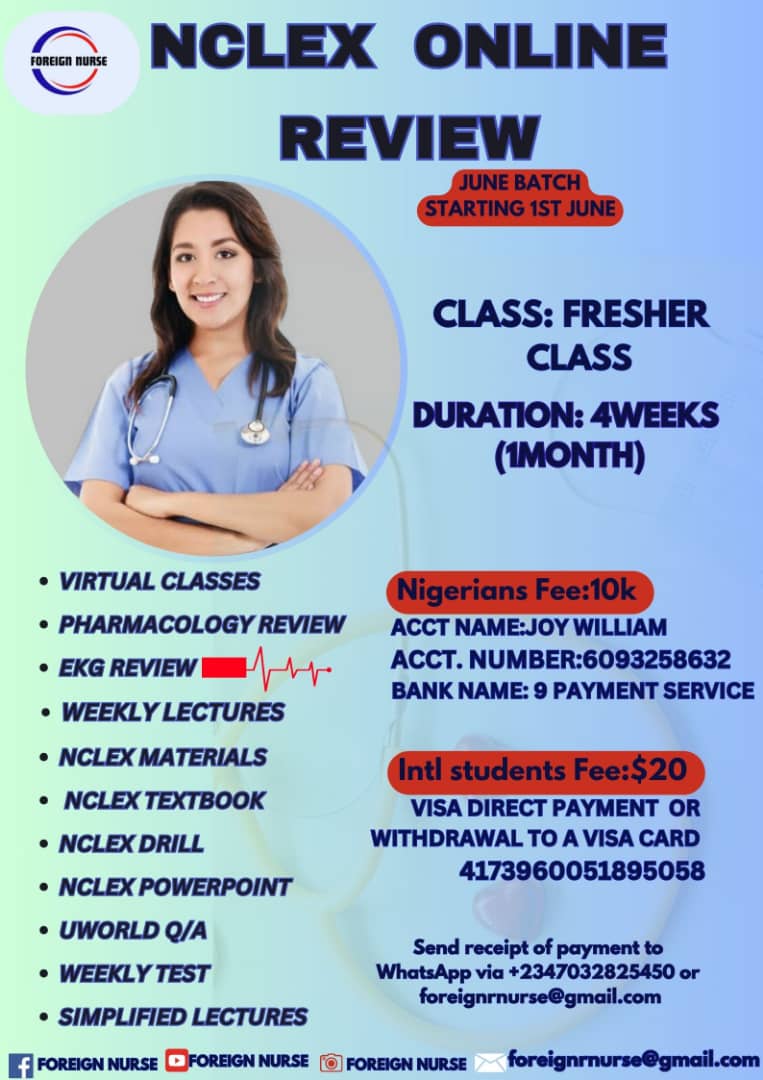 FOREIGN NURSE
NCLEX ONLINE
REVIEW
JUNE BATCH
STARTING 1ST JUNE
CLASS: FRESHER
CLASS
DURATION: 4WEEKS
(1MONTH)
• VIRTUAL CLASSES
• PHARMACOLOGY REVIEW
• EKG REVIEW
• WEEKLY LECTURES
• NCLEX MATERIALS
• NCLEX TEXTBOOK
• NCLEX DRILL
• NCLEX POWERPOINT
• UWORLD Q/A
• WEEKLY TEST
• SIMPLIFIED LECTURES
Nigerians Fee:10k
ACCT NAME:JOY WILLIAM
ACCT. NUMBER:6093258632
BANK NAME: 9 PAYMENT SERVICE
Intl students Fee:$20
VISA DIRECT PAYMENT OR
WITHDRAWAL TO A VISA CARD
4173960051895058
Send receipt of payment to
WhatsApp via +2347032825450 or
foreignrnurse@gmail.com
FOREIGN NURSE FOREIGN NURSE FOREIGN NURSE foreignrnurse@gmail.com